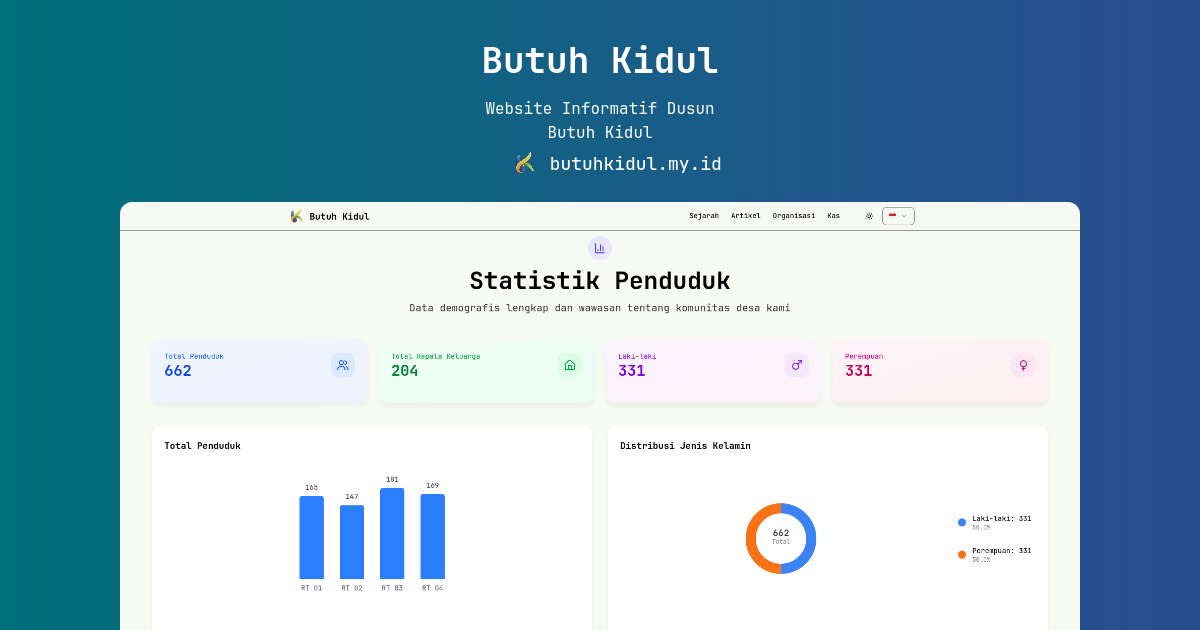 Butuh Kidul
Website Informatif Dusun
Butuh Kidul
butuhkidul.my.id
Butuh Kidul
Sejarah Artikel Organisasi Kas
Statistik Penduduk
Data demografis lengkap dan wawasan tentang komunitas desa kami
Total Penduduk
662
Total Kepala Keluarga
204
Laki-laki
331
Perempuan
331
Total Penduduk
165
147
181
169
RT 01 RT 02 RT 03 RT 04
Distribusi Jenis Kelamin
662
Total
Laki-laki: 331
50.0%
Perempuan: 331
50.0%